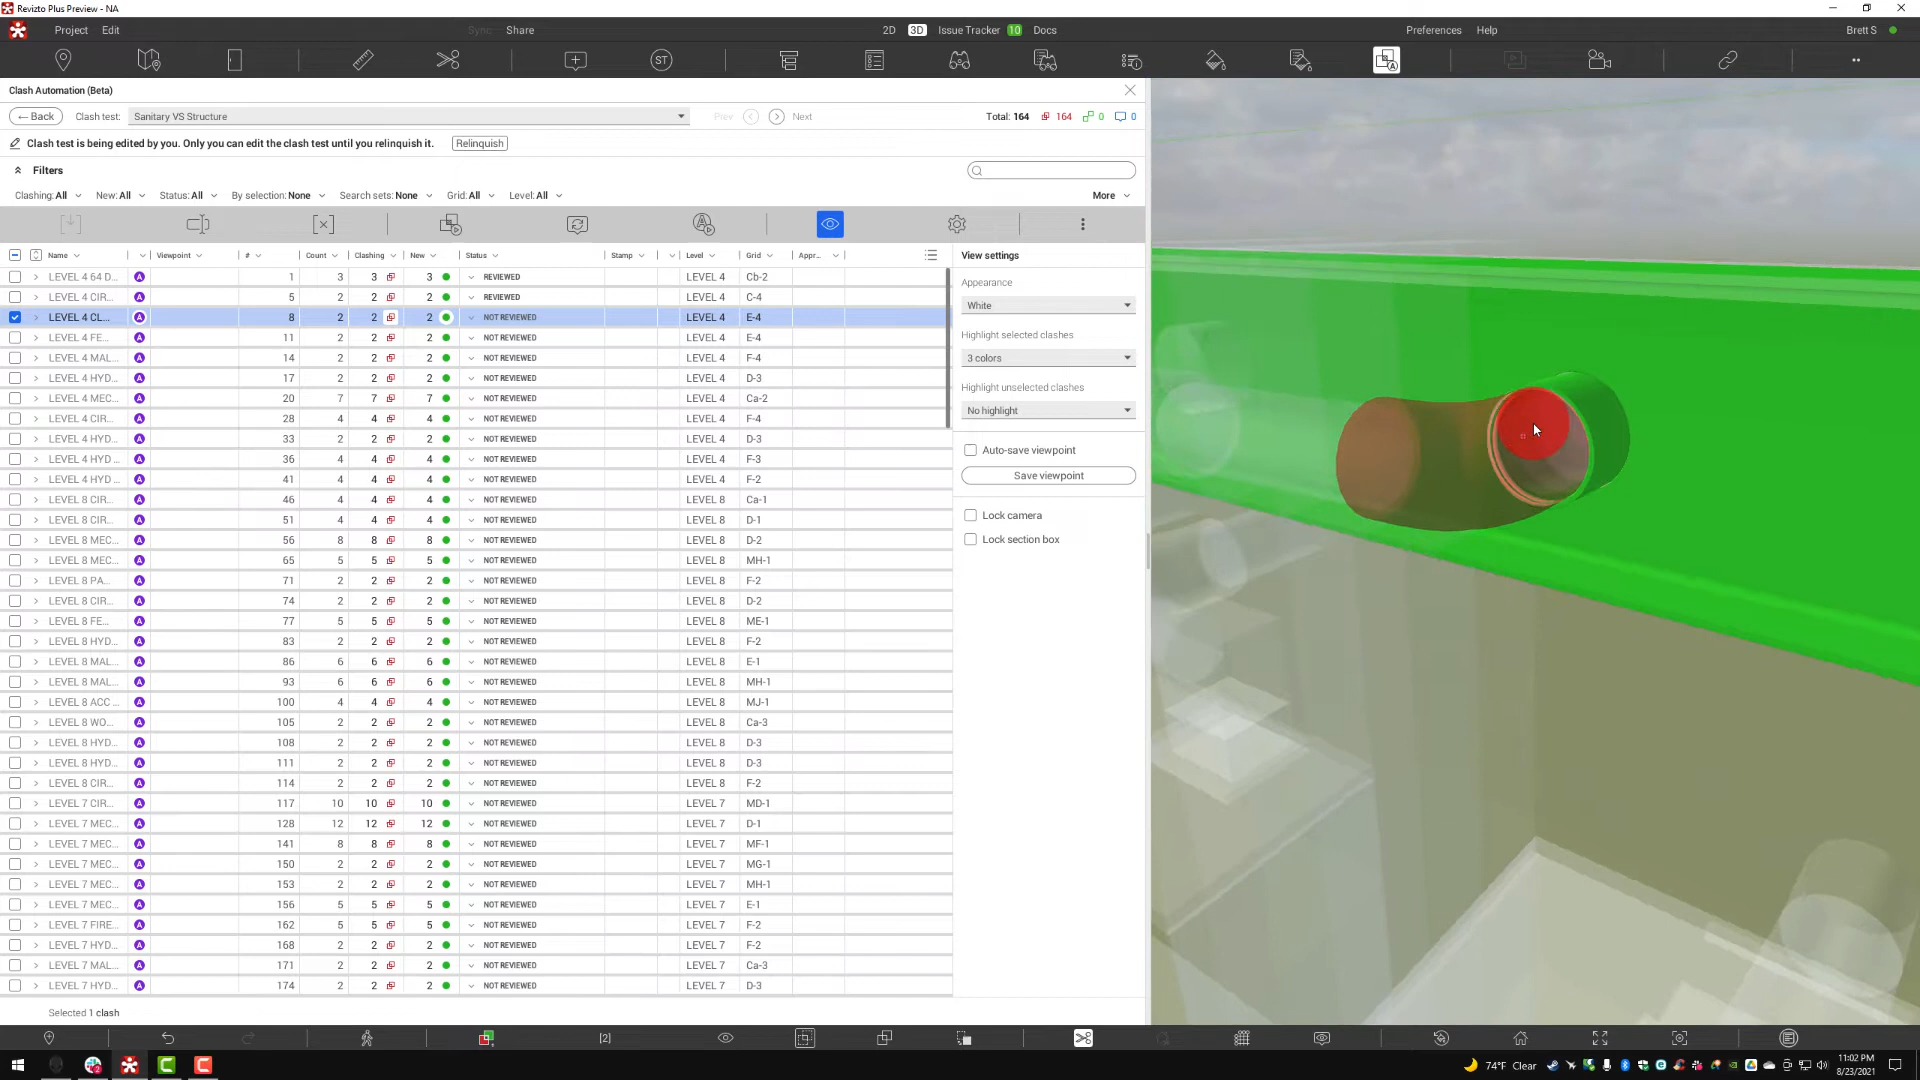 Revizto Plus Preview - NA
Project Edit Sync Share 2D 3D Issue Tracker 10 Docs Preferences Help Brett S
ST
Clash Automation (Beta)
← Back Clash test: Sanitary VS Structure Prev Next Total: 164 164 0 0
Clash test is being edited by you. Only you can edit the clash test until you relinquish it. Relinquish
Filters
Clashing: All New: All Status: All By selection: None Search sets: None Grid: All Level: All More
Name Viewpoint # Count Clashing New Status Stamp Level Grid Appr...
LEVEL 4 64 D... A 1 3 3 3 REVIEWED LEVEL 4 Cb-2
LEVEL 4 CIR... A 5 2 2 2 REVIEWED LEVEL 4 C-4
LEVEL 4 CL... A 8 2 2 2 NOT REVIEWED LEVEL 4 E-4
LEVEL 4 FE... A 11 2 2 2 NOT REVIEWED LEVEL 4 E-4
LEVEL 4 MAL... A 14 2 2 2 NOT REVIEWED LEVEL 4 F-4
LEVEL 4 HYD... A 17 2 2 2 NOT REVIEWED LEVEL 4 D-3
LEVEL 4 MEC... A 20 7 7 7 NOT REVIEWED LEVEL 4 Ca-2
LEVEL 4 CIR... A 28 4 4 4 NOT REVIEWED LEVEL 4 F-4
LEVEL 4 HYD... A 33 2 2 2 NOT REVIEWED LEVEL 4 D-3
LEVEL 4 HYD ... A 36 4 4 4 NOT REVIEWED LEVEL 4 F-3
LEVEL 4 HYD ... A 41 4 4 4 NOT REVIEWED LEVEL 4 F-2
LEVEL 8 CIR... A 46 4 4 4 NOT REVIEWED LEVEL 8 Ca-1
LEVEL 8 CIR... A 51 4 4 4 NOT REVIEWED LEVEL 8 D-1
LEVEL 8 MEC... A 56 8 8 8 NOT REVIEWED LEVEL 8 D-2
LEVEL 8 MEC... A 65 5 5 5 NOT REVIEWED LEVEL 8 MH-1
LEVEL 8 PA... A 71 2 2 2 NOT REVIEWED LEVEL 8 F-2
LEVEL 8 CIR... A 74 2 2 2 NOT REVIEWED LEVEL 8 D-2
LEVEL 8 FE... A 77 5 5 5 NOT REVIEWED LEVEL 8 ME-1
LEVEL 8 HYD... A 83 2 2 2 NOT REVIEWED LEVEL 8 F-2
LEVEL 8 MAL... A 86 6 6 6 NOT REVIEWED LEVEL 8 E-1
LEVEL 8 MAL... A 93 6 6 6 NOT REVIEWED LEVEL 8 MH-1
LEVEL 8 ACC ... A 100 4 4 4 NOT REVIEWED LEVEL 8 MJ-1
LEVEL 8 WO... A 105 2 2 2 NOT REVIEWED LEVEL 8 Ca-3
LEVEL 8 HYD... A 108 2 2 2 NOT REVIEWED LEVEL 8 D-3
LEVEL 8 HYD... A 111 2 2 2 NOT REVIEWED LEVEL 8 D-3
LEVEL 8 CIR... A 114 2 2 2 NOT REVIEWED LEVEL 8 F-2
LEVEL 7 CIR... A 117 10 10 10 NOT REVIEWED LEVEL 7 MD-1
LEVEL 7 MEC... A 128 12 12 12 NOT REVIEWED LEVEL 7 D-1
LEVEL 7 MEC... A 141 8 8 8 NOT REVIEWED LEVEL 7 MF-1
LEVEL 7 MEC... A 150 2 2 2 NOT REVIEWED LEVEL 7 MG-1
LEVEL 7 MEC... A 153 2 2 2 NOT REVIEWED LEVEL 7 MH-1
LEVEL 7 MEC... A 156 5 5 5 NOT REVIEWED LEVEL 7 E-1
LEVEL 7 FIRE... A 162 5 5 5 NOT REVIEWED LEVEL 7 F-2
LEVEL 7 HYD... A 168 2 2 2 NOT REVIEWED LEVEL 7 F-2
LEVEL 7 MAL... A 171 2 2 2 NOT REVIEWED LEVEL 7 Ca-3
LEVEL 7 HYD... A 174 2 2 2 NOT REVIEWED LEVEL 7 D-3
Selected 1 clash
View settings
Appearance
White
Highlight selected clashes
3 colors
Highlight unselected clashes
No highlight
Auto-save viewpoint
Save viewpoint
Lock camera
Lock section box
[2]
74°F Clear
11:02 PM
8/23/2021